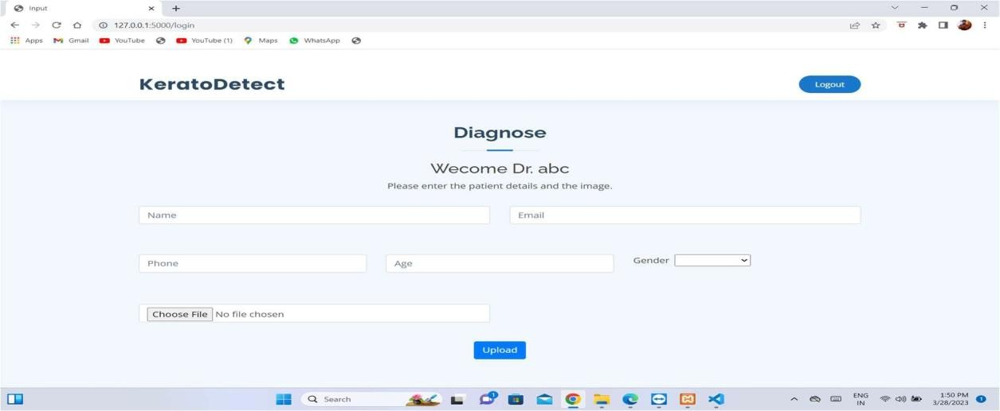 Input
127.0.0.1:5000/login
Apps Gmail YouTube YouTube (1) Maps WhatsApp
KeratoDetect Logout
Diagnose
Wecome Dr. abc
Please enter the patient details and the image.
Name Email
Phone Age Gender
Choose File No file chosen
Upload
Search 1 ENG 1:50 PM 1
IN 3/28/2023